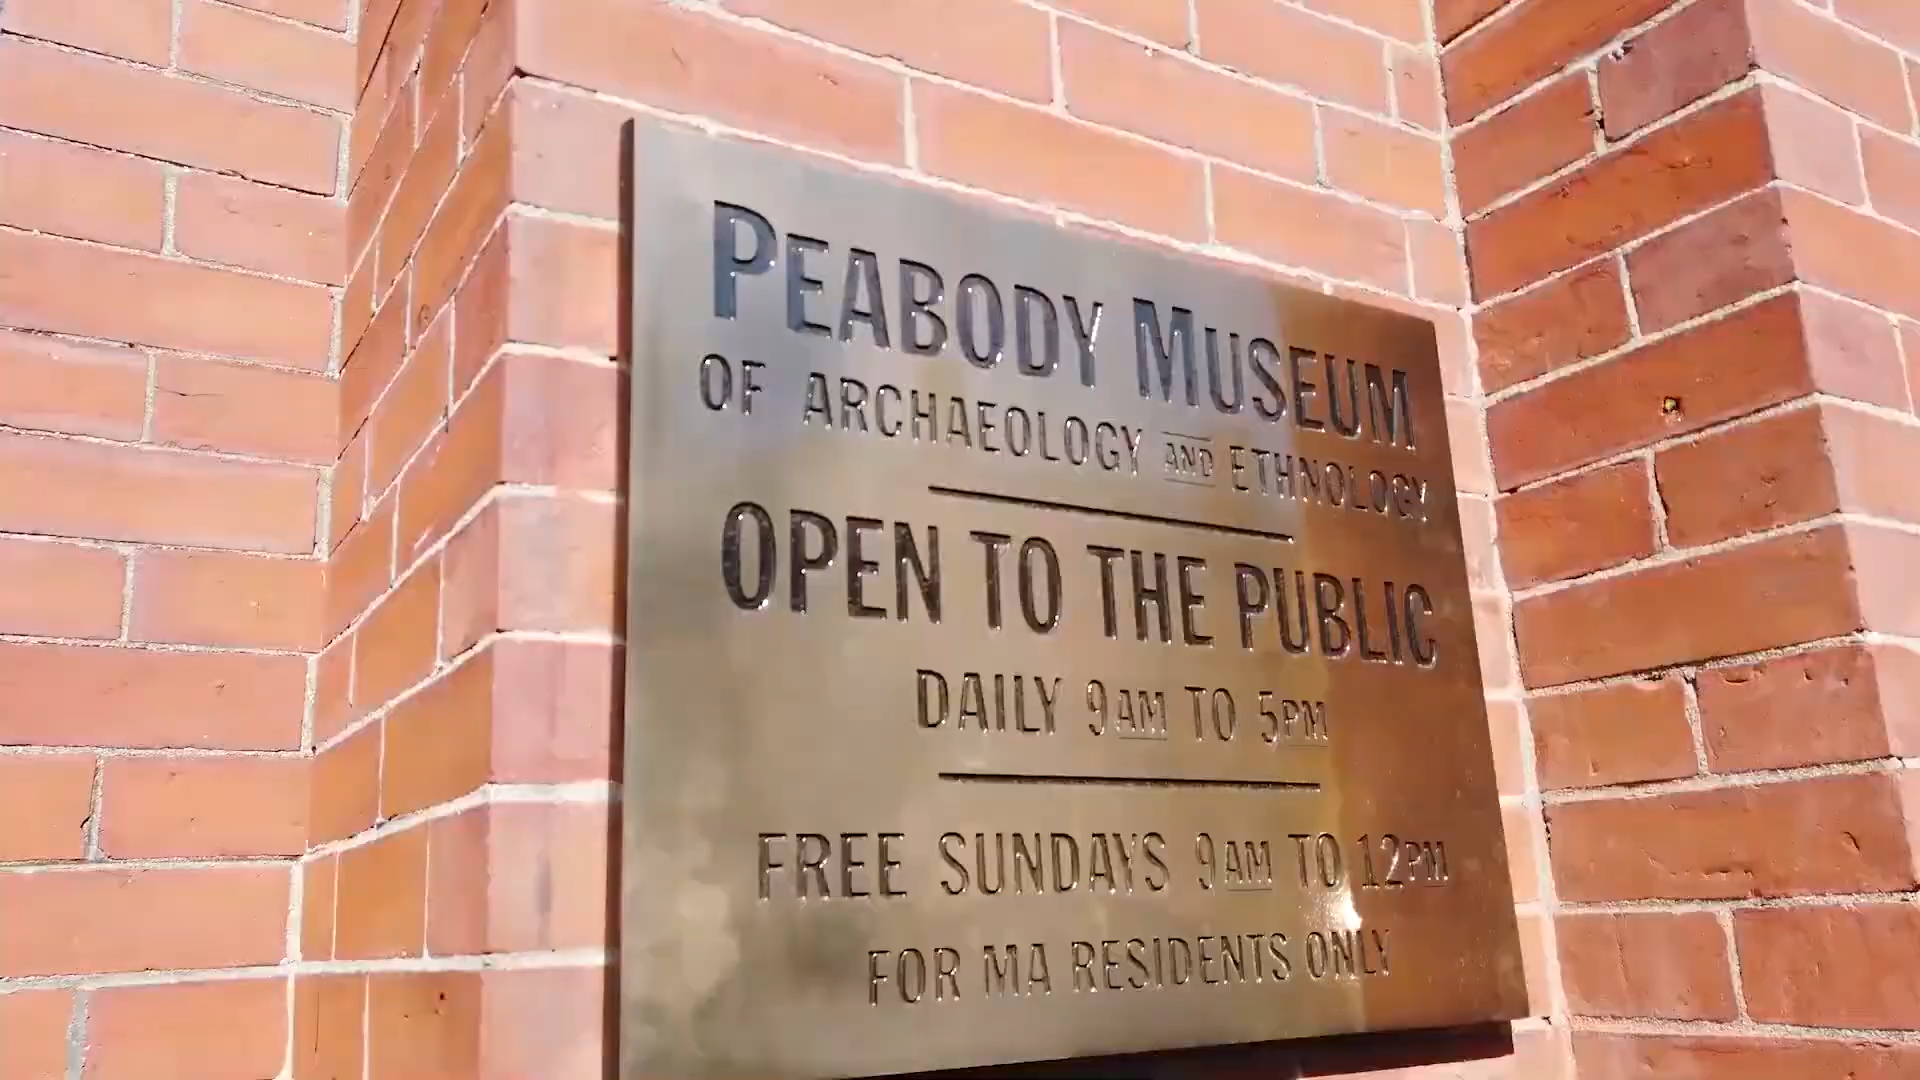 PEABODY MUSEUM
OF ARCHAEOLOGY AND ETHNOLOGY
OPEN TO THE PUBLIC
DAILY 9AM TO 5PM
FREE SUNDAYS 9AM TO 12PM
FOR MA RESIDENTS ONLY